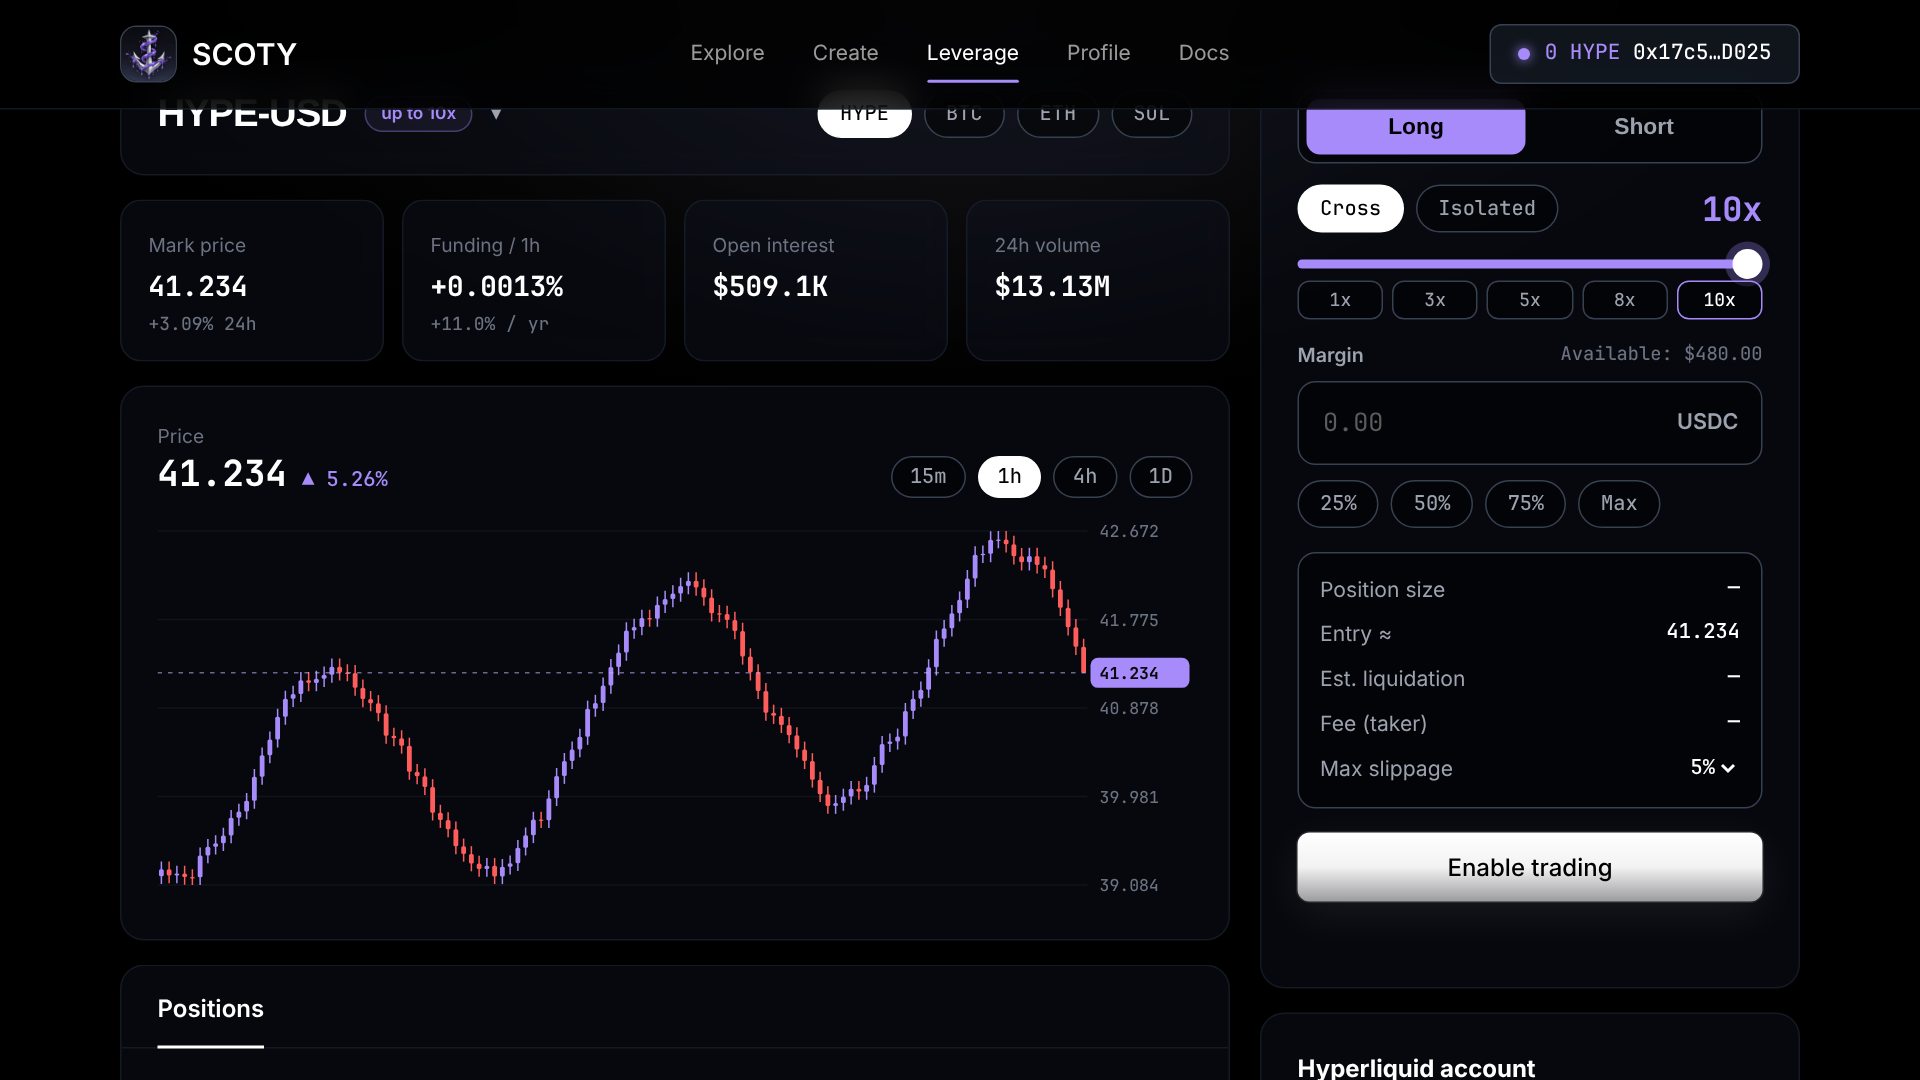 SCOTY
Explore
Create
Leverage
Profile
Docs
0 HYPE 0x17c5…D025
HYPE-USD
up to 10x
▼
HYPE
BTC
ETH
SOL
Mark price
41.234
+3.09% 24h
Funding / 1h
+0.0013%
+11.0% / yr
Open interest
$509.1K
24h volume
$13.13M
Price
41.234 ▲ 5.26%
15m
1h
4h
1D
42.672
41.775
41.234
40.878
39.981
39.084
Positions
Long
Short
Cross
Isolated
10x
1x
3x
5x
8x
10x
Margin
Available: $480.00
0.00
USDC
25%
50%
75%
Max
Position size –
Entry ≈ 41.234
Est. liquidation –
Fee (taker) –
Max slippage 5%
Enable trading
Hyperliquid account